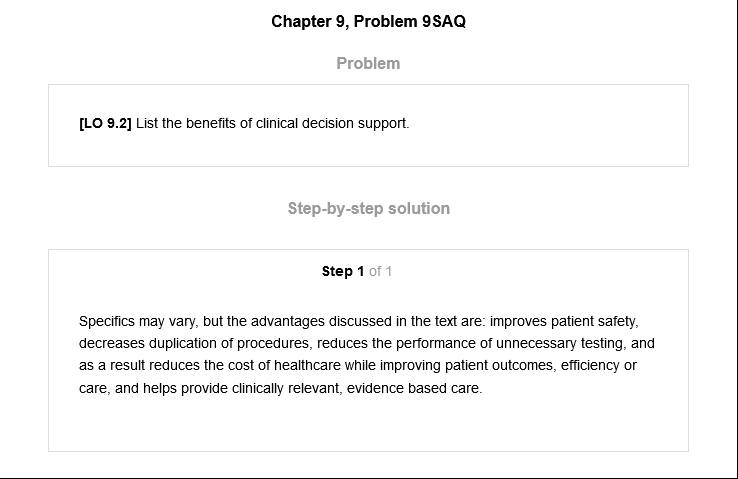 Chapter 9, Problem 9SAQ
Problem
[LO 9.2] List the benefits of clinical decision support.
Step-by-step solution
Step 1 of 1
Specifics may vary, but the advantages discussed in the text are: improves patient safety,
decreases duplication of procedures, reduces the performance of unnecessary testing, and
as a result reduces the cost of healthcare while improving patient outcomes, efficiency or
care, and helps provide clinically relevant, evidence based care.